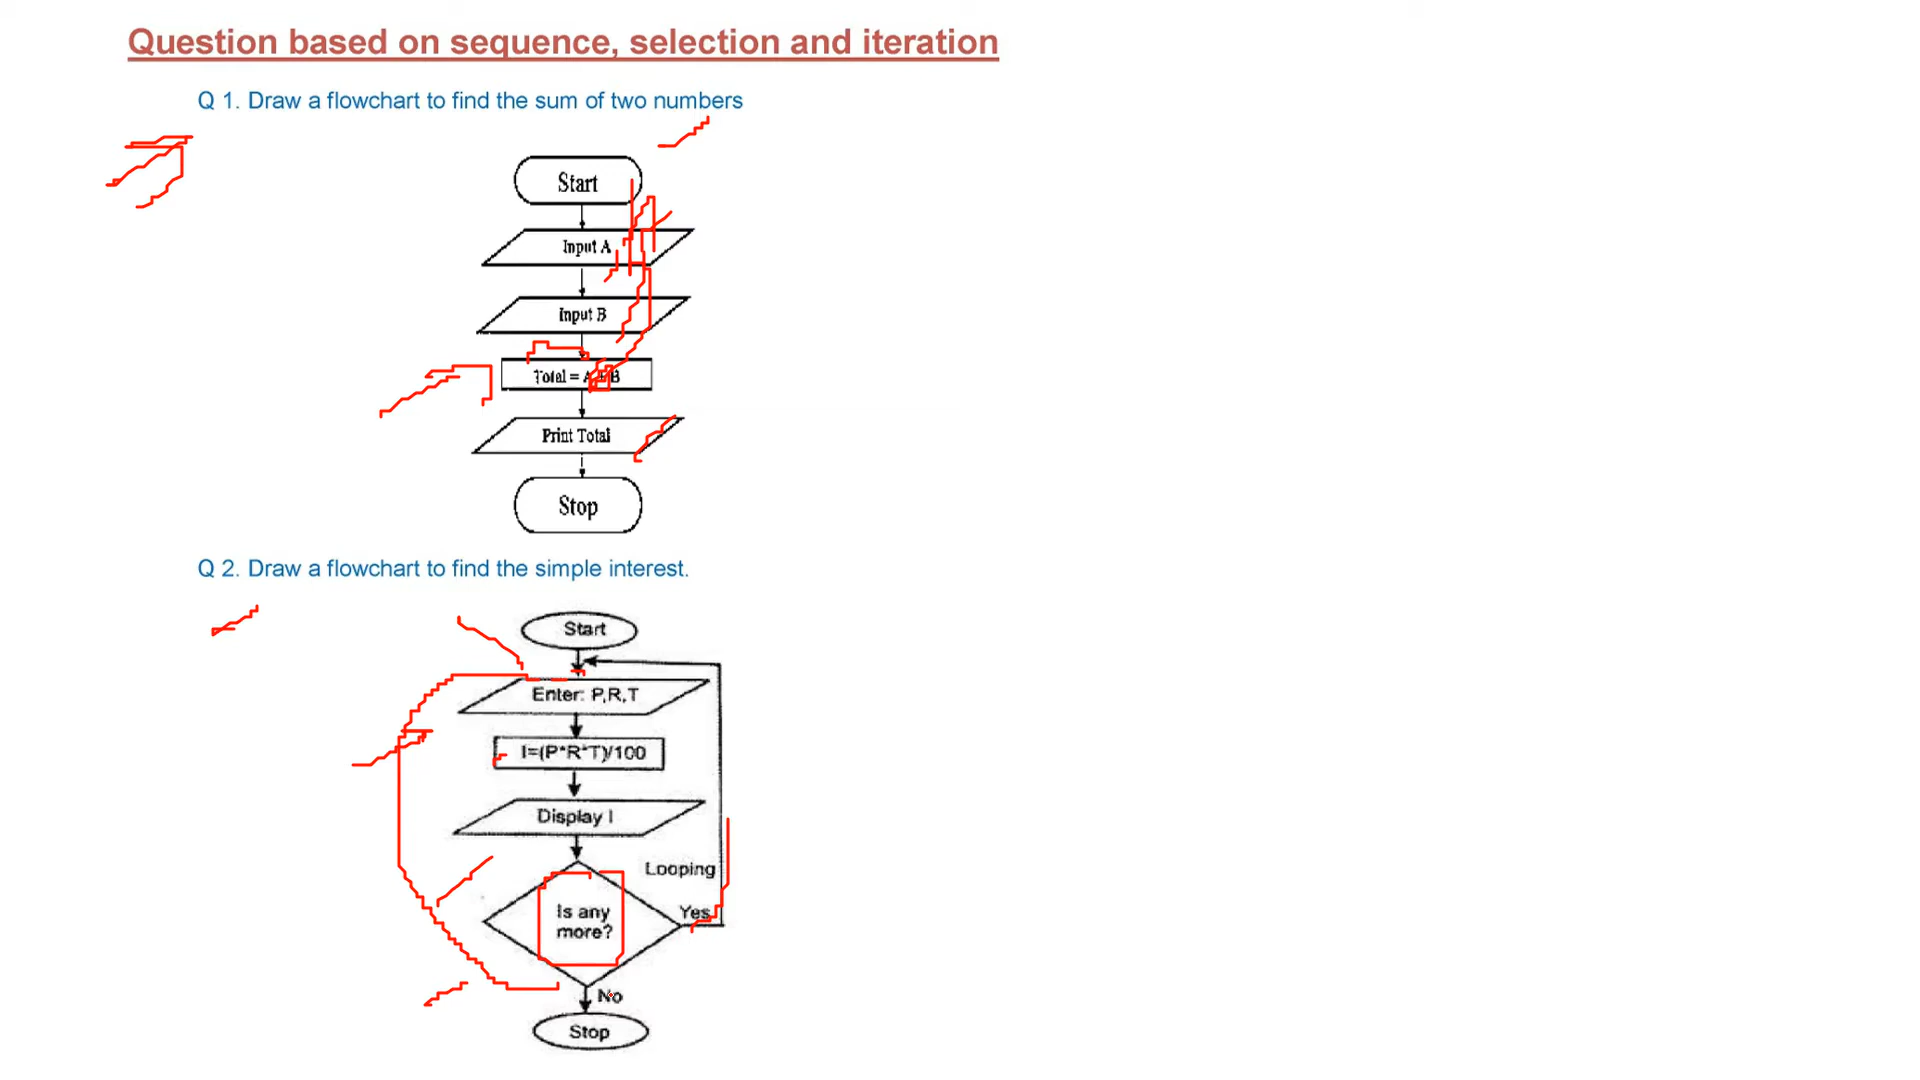 Question based on sequence, selection and iteration
Q 1. Draw a flowchart to find the sum of two numbers
Start
Input A
Input B
Total = A + B
Print Total
Stop
Q 2. Draw a flowchart to find the simple interest.
Start
Enter: P,R,T
I=(P*R*T)/100
Display I
Looping
Is any
more?
Yes
No
Stop